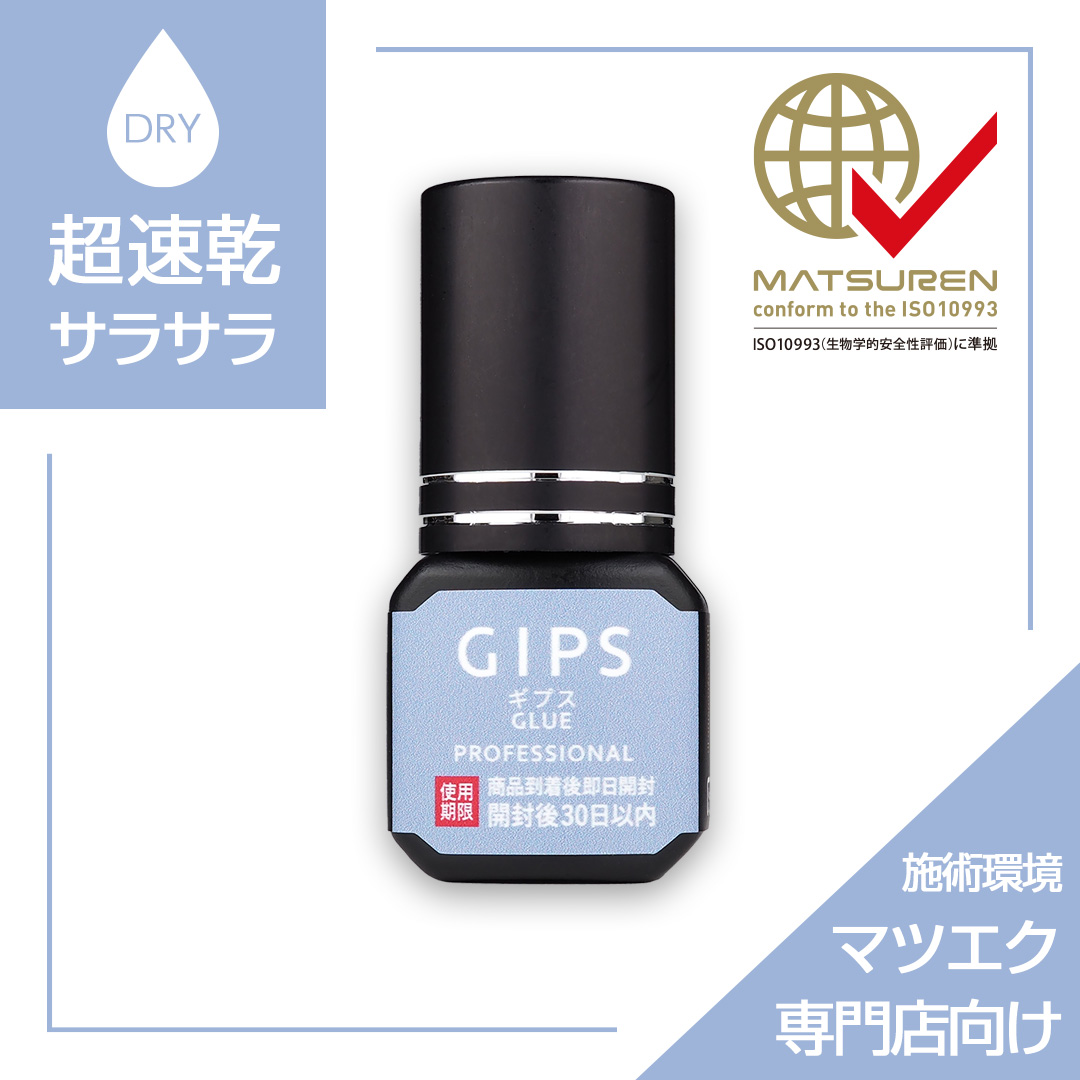 DRY
超速乾
サラサラ
MATSUREN
conform to the ISO10993
ISO10993(生物学的安全性評価)に準拠
GIPS
ギプス
GLUE
PROFESSIONAL
使用
期限
商品到着後即日開封
開封後30日以内
施術環境
マツエク
専門店向け